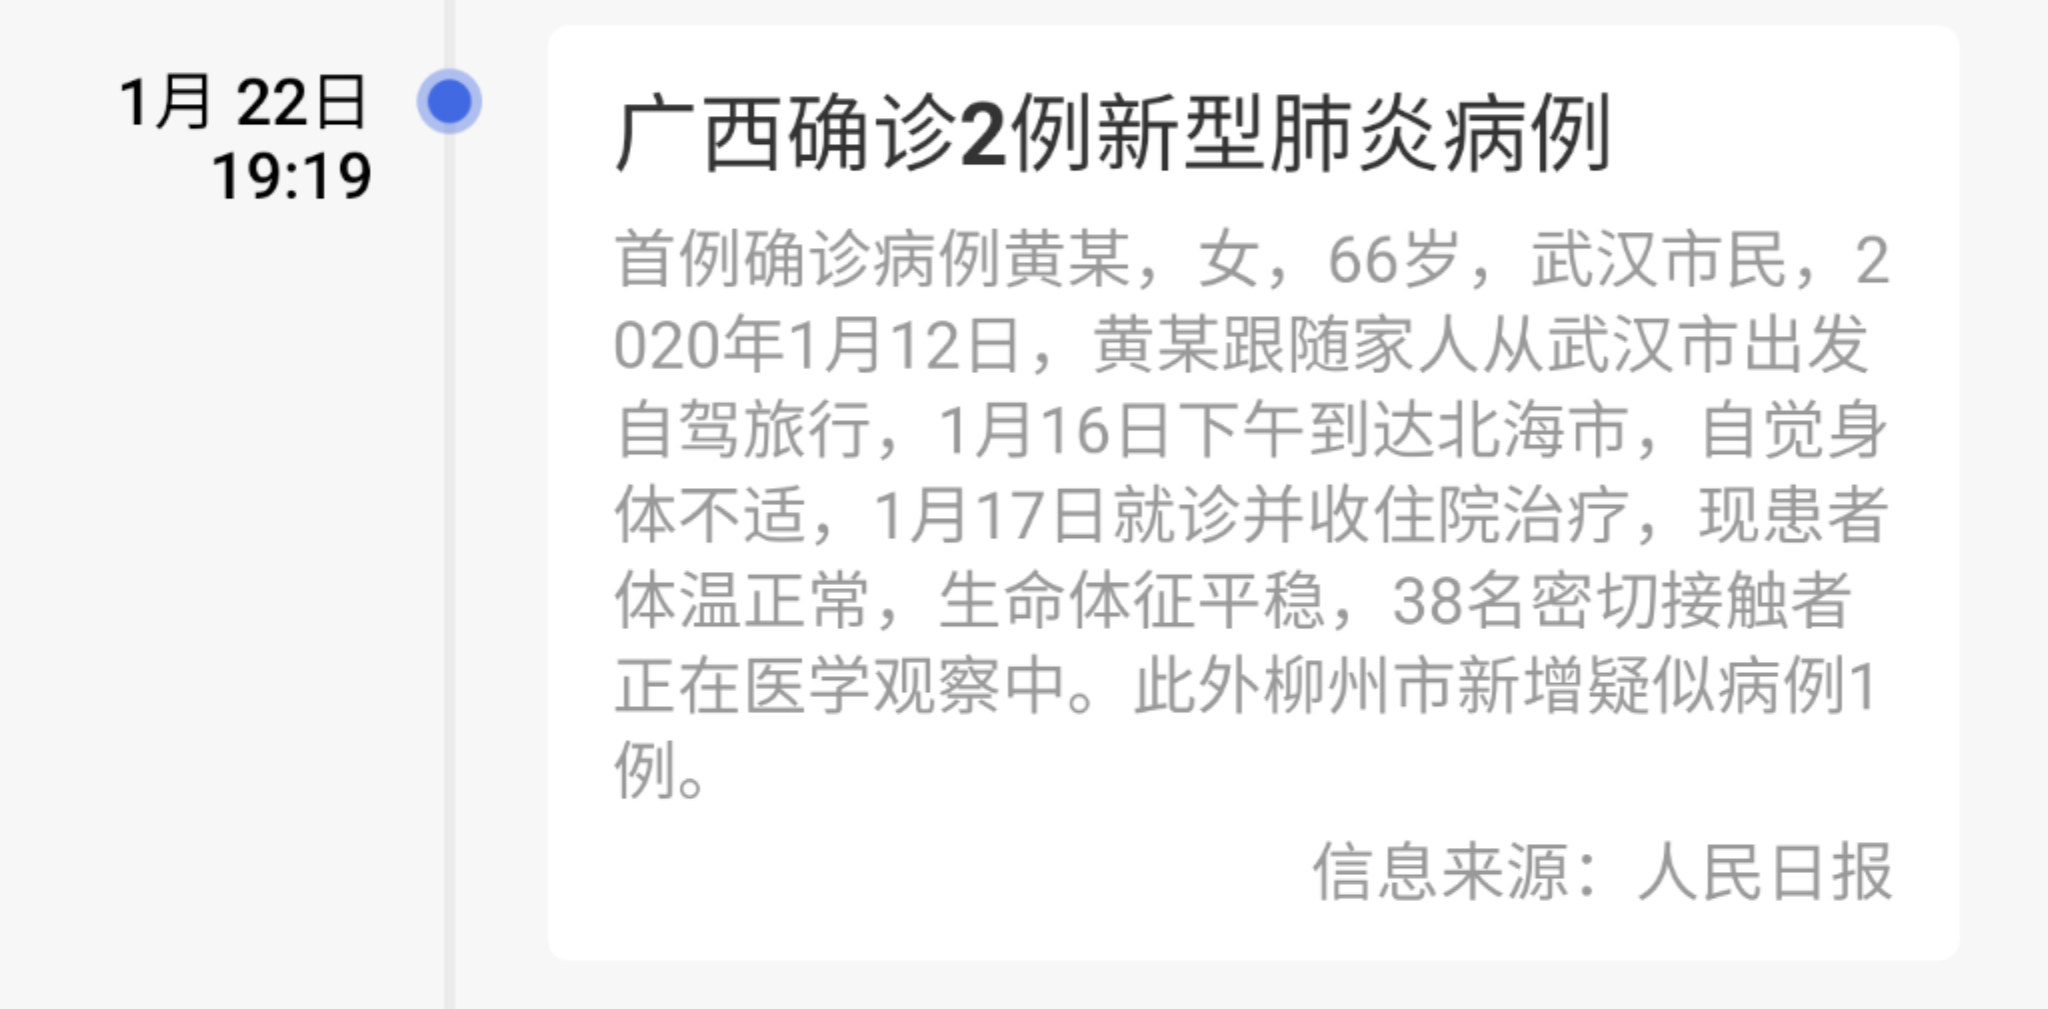 1月 22日
19:19
广西确诊2例新型肺炎病例
首例确诊病例黄某，女，66岁，武汉市民，2
020年1月12日，黄某跟随家人从武汉市出发
自驾旅行，1月16日下午到达北海市，自觉身
体不适，1月17日就诊并收住院治疗，现患者
体温正常，生命体征平稳，38名密切接触者
正在医学观察中。此外柳州市新增疑似病例1
例。
信息来源：人民日报